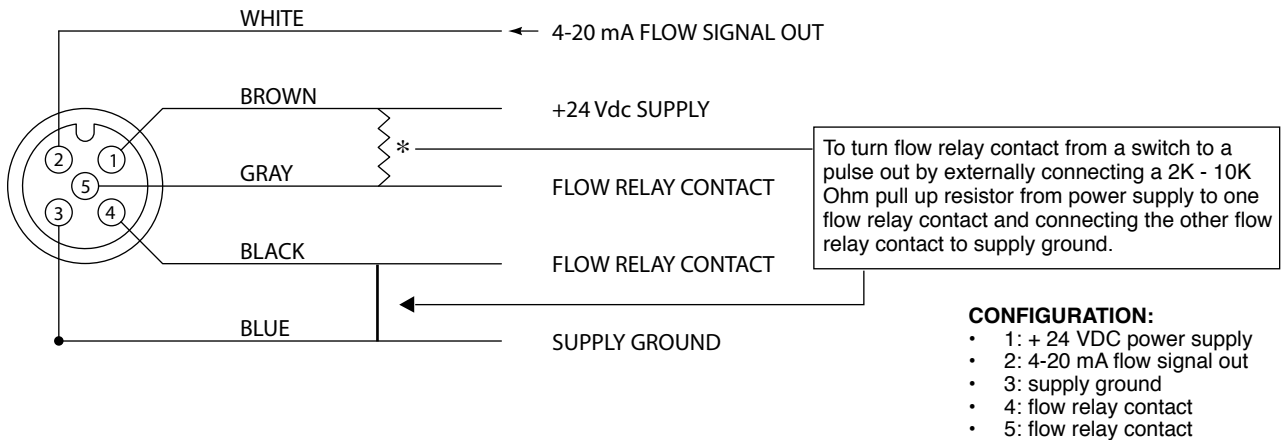 WHITE
4-20 mA FLOW SIGNAL OUT
BROWN
+24 Vdc SUPPLY
*
GRAY
FLOW RELAY CONTACT
BLACK
FLOW RELAY CONTACT
BLUE
SUPPLY GROUND
2
1
5
3
4
To turn flow relay contact from a switch to a
pulse out by externally connecting a 2K - 10K
Ohm pull up resistor from power supply to one
flow relay contact and connecting the other flow
relay contact to supply ground.
CONFIGURATION:
• 1: + 24 VDC power supply
• 2: 4-20 mA flow signal out
• 3: supply ground
• 4: flow relay contact
• 5: flow relay contact